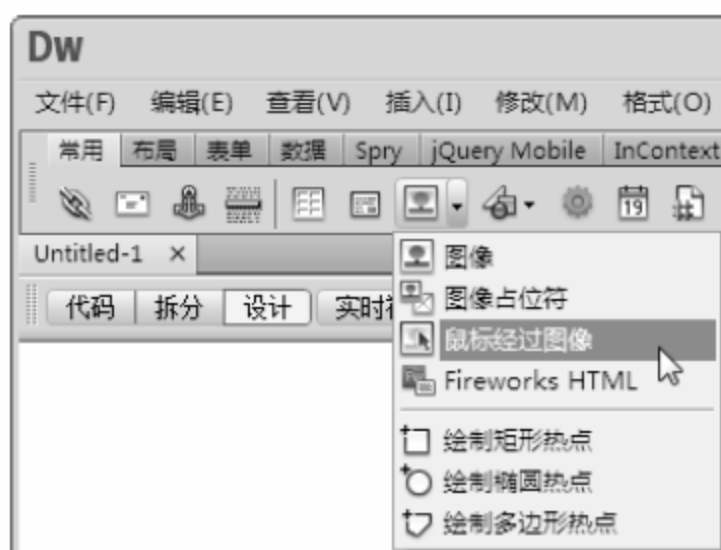 Dw
文件(F) 编辑(E) 查看(V) 插入(I) 修改(M) 格式(O)
常用 布局 表单 数据 Spry jQuery Mobile InContext
19
Untitled-1 ×
代码 拆分 设计 实时
图像
图像占位符
鼠标经过图像
Fireworks HTML
绘制矩形热点
绘制椭圆热点
绘制多边形热点